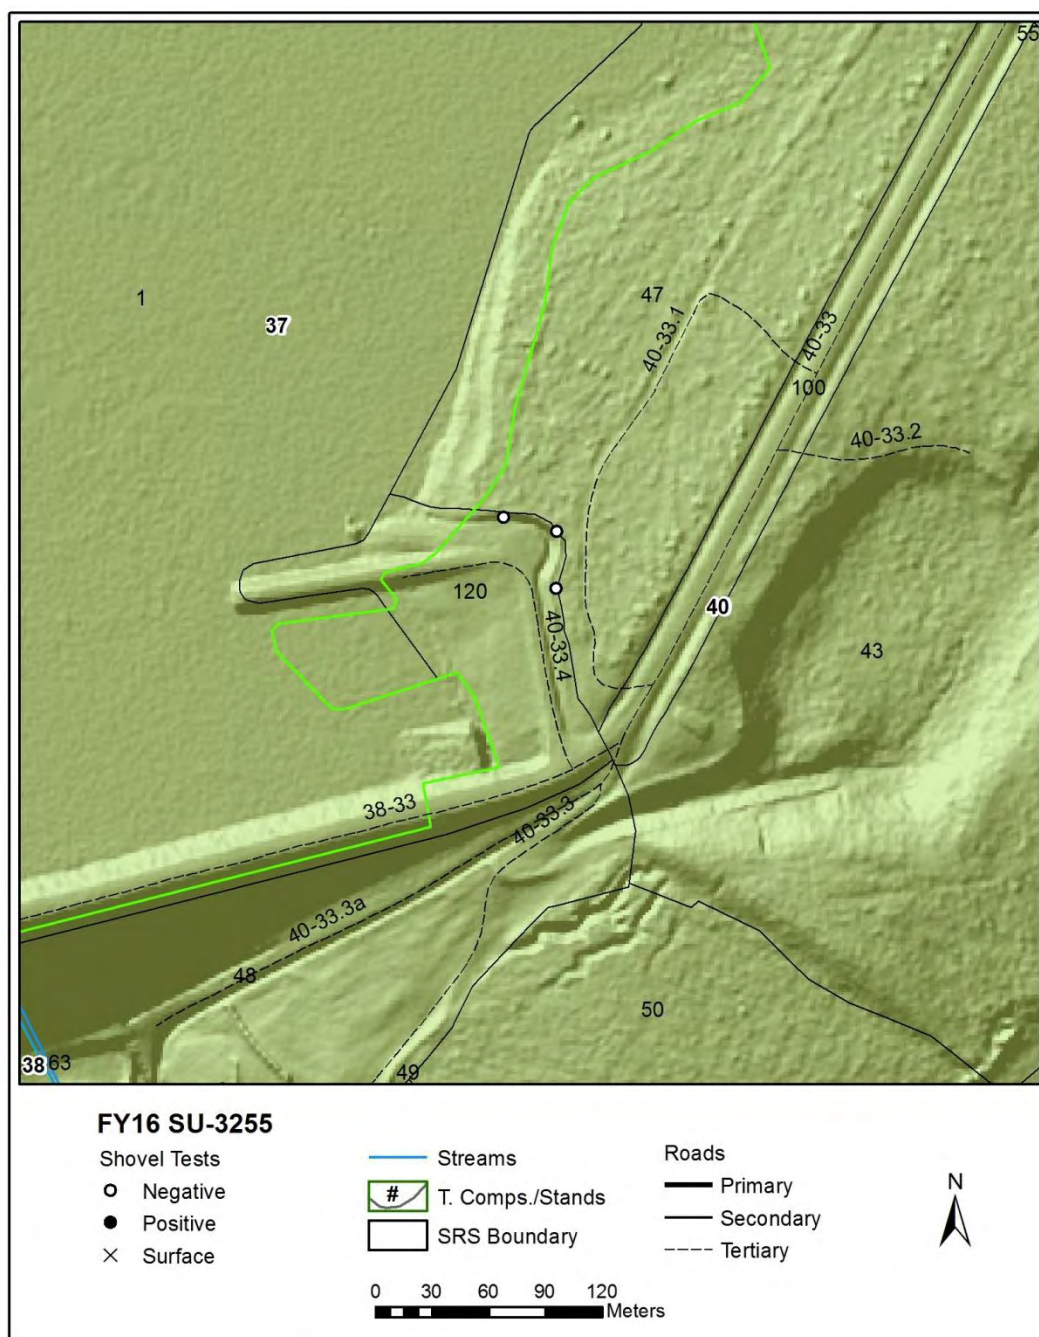 55
1
37
47
40-33.1
40-33
100
40-33.2
120
40
40-33.4
43
38-33
40-33.3
40-33.3a
48
50
38
63
49
FY16 SU-3255
Shovel Tests
Negative
Positive
Surface
Streams
# T. Comps./Stands
SRS Boundary
Roads
Primary
Secondary
Tertiary
N
0 30 60 90 120
Meters